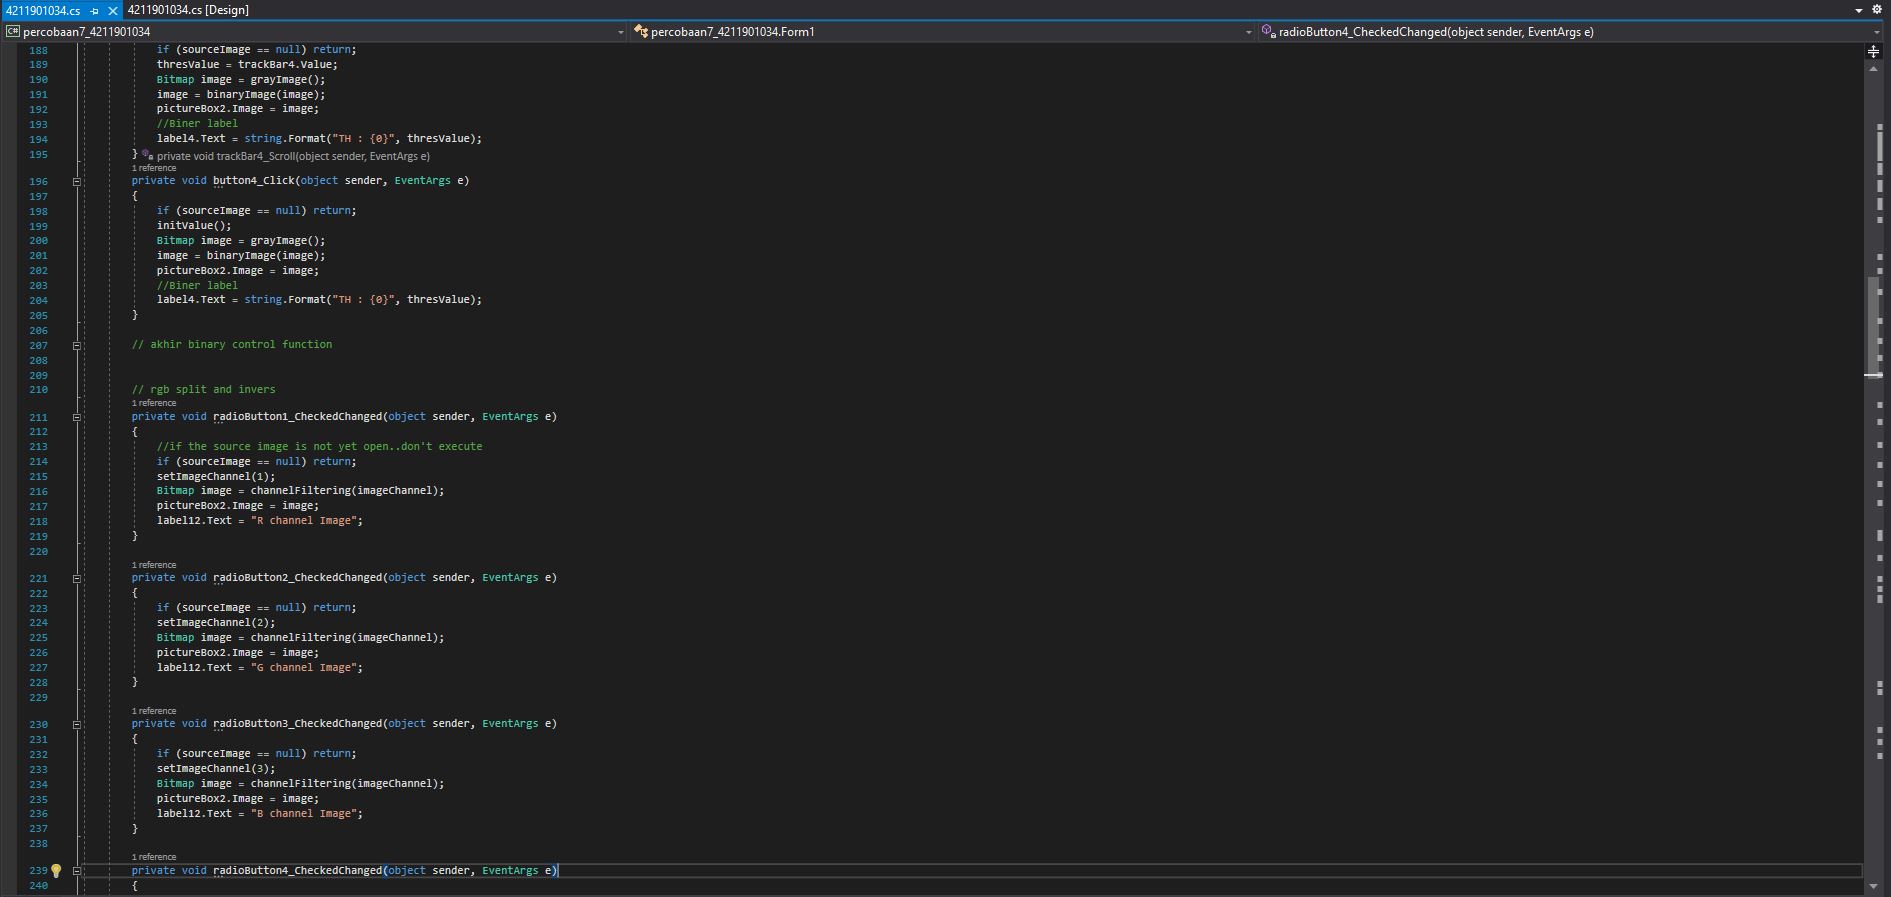 4211901034.cs 4211901034.cs [Design]
C# percobaan7_4211901034 percobaan7_4211901034.Form1 radioButton4_CheckedChanged(object sender, EventArgs e)
188 if (sourceImage == null) return;
189 thresValue = trackBar4.Value;
190 Bitmap image = grayImage();
191 image = binaryImage(image);
192 pictureBox2.Image = image;
193 //Biner label
194 label4.Text = string.Format("TH : {0}", thresValue);
195 } private void trackBar4_Scroll(object sender, EventArgs e)
1 reference
196 private void button4_Click(object sender, EventArgs e)
197 {
198 if (sourceImage == null) return;
199 initValue();
200 Bitmap image = grayImage();
201 image = binaryImage(image);
202 pictureBox2.Image = image;
203 //Biner label
204 label4.Text = string.Format("TH : {0}", thresValue);
205 }
206
207 // akhir binary control function
208
209
210 // rgb split and invers
1 reference
211 private void radioButton1_CheckedChanged(object sender, EventArgs e)
212 {
213 //if the source image is not yet open..don't execute
214 if (sourceImage == null) return;
215 setImageChannel(1);
216 Bitmap image = channelFiltering(imageChannel);
217 pictureBox2.Image = image;
218 label12.Text = "R channel Image";
219 }
220
1 reference
221 private void radioButton2_CheckedChanged(object sender, EventArgs e)
222 {
223 if (sourceImage == null) return;
224 setImageChannel(2);
225 Bitmap image = channelFiltering(imageChannel);
226 pictureBox2.Image = image;
227 label12.Text = "G channel Image";
228 }
229
1 reference
230 private void radioButton3_CheckedChanged(object sender, EventArgs e)
231 {
232 if (sourceImage == null) return;
233 setImageChannel(3);
234 Bitmap image = channelFiltering(imageChannel);
235 pictureBox2.Image = image;
236 label12.Text = "B channel Image";
237 }
238
1 reference
239 private void radioButton4_CheckedChanged(object sender, EventArgs e)
240 {